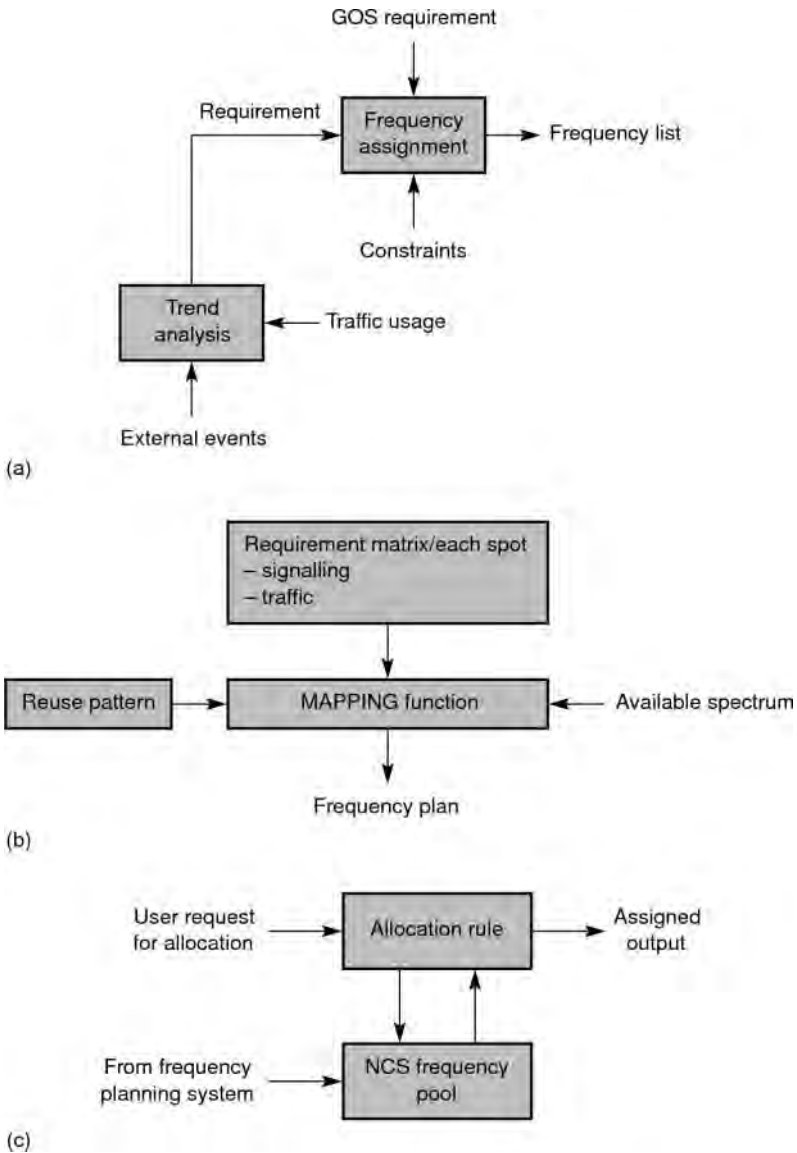 GOS requirement
Requirement
Frequency
assignment
Frequency list
Constraints
Trend
analysis
Traffic usage
External events
(a)
Requirement matrix/each spot
– signalling
– traffic
Reuse pattern
MAPPING function
Available spectrum
Frequency plan
(b)
User request
for allocation
Allocation rule
Assigned
output
From frequency
planning system
NCS frequency
pool
(c)